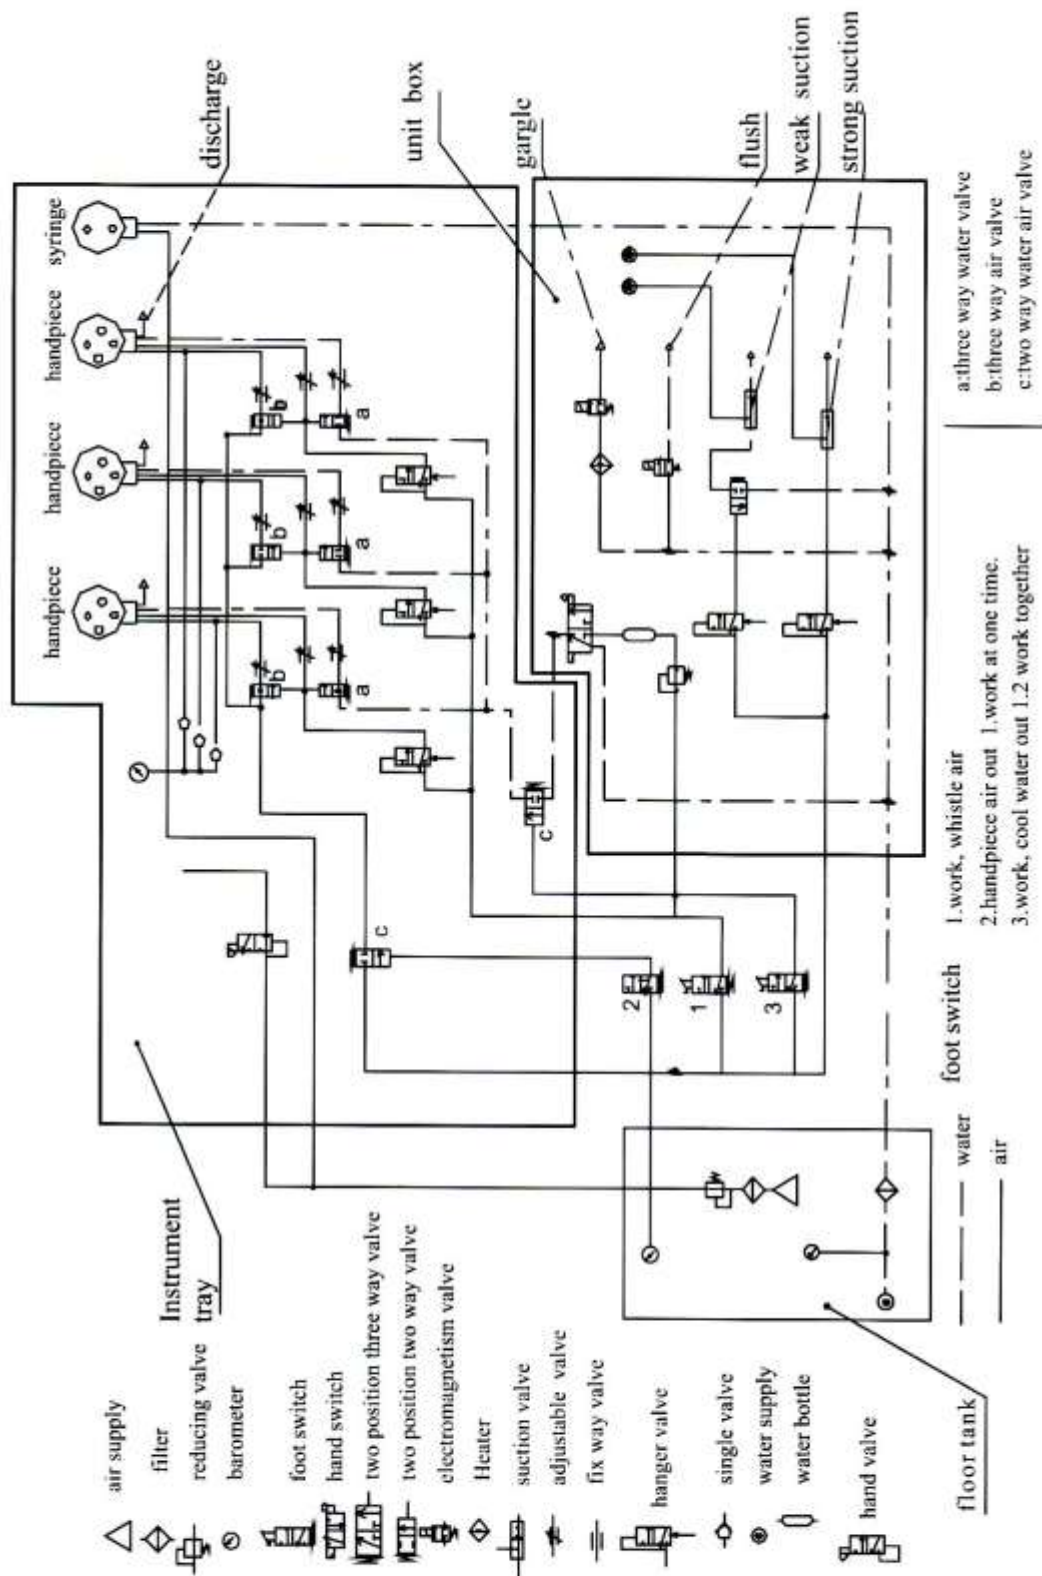 air supply
filter
reducing valve
barometer
foot switch
hand switch
two position three way valve
two position two way valve
electromagnetism valve
Heater
suction valve
adjustable valve
fix way valve
hanger valve
single valve
water supply
water bottle
hand valve
Instrument
tray
floor tank
handpiece
handpiece
handpiece
syringe
discharge
unit box
gargle
flush
weak suction
strong suction
b
b
b
a
a
a
c
c
2
1
3
water
air
foot switch
1.work, whistle air
2.handpiece air out 1.work at one time.
3.work, cool water out 1.2 work together
a:three way water valve
b:three way air valve
c:two way water air valve